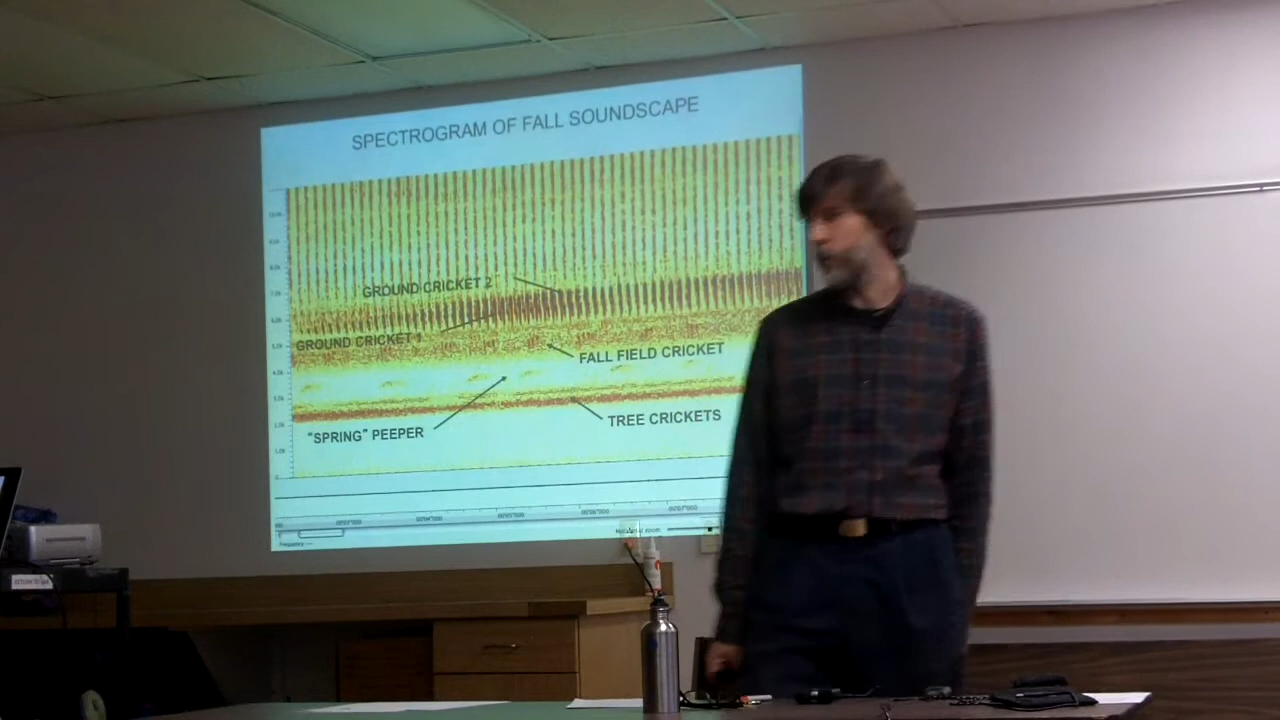 SPECTROGRAM OF FALL SOUNDSCAPE
GROUND CRICKET 2
GROUND CRICKET 1
FALL FIELD CRICKET
"SPRING" PEEPER
TREE CRICKETS